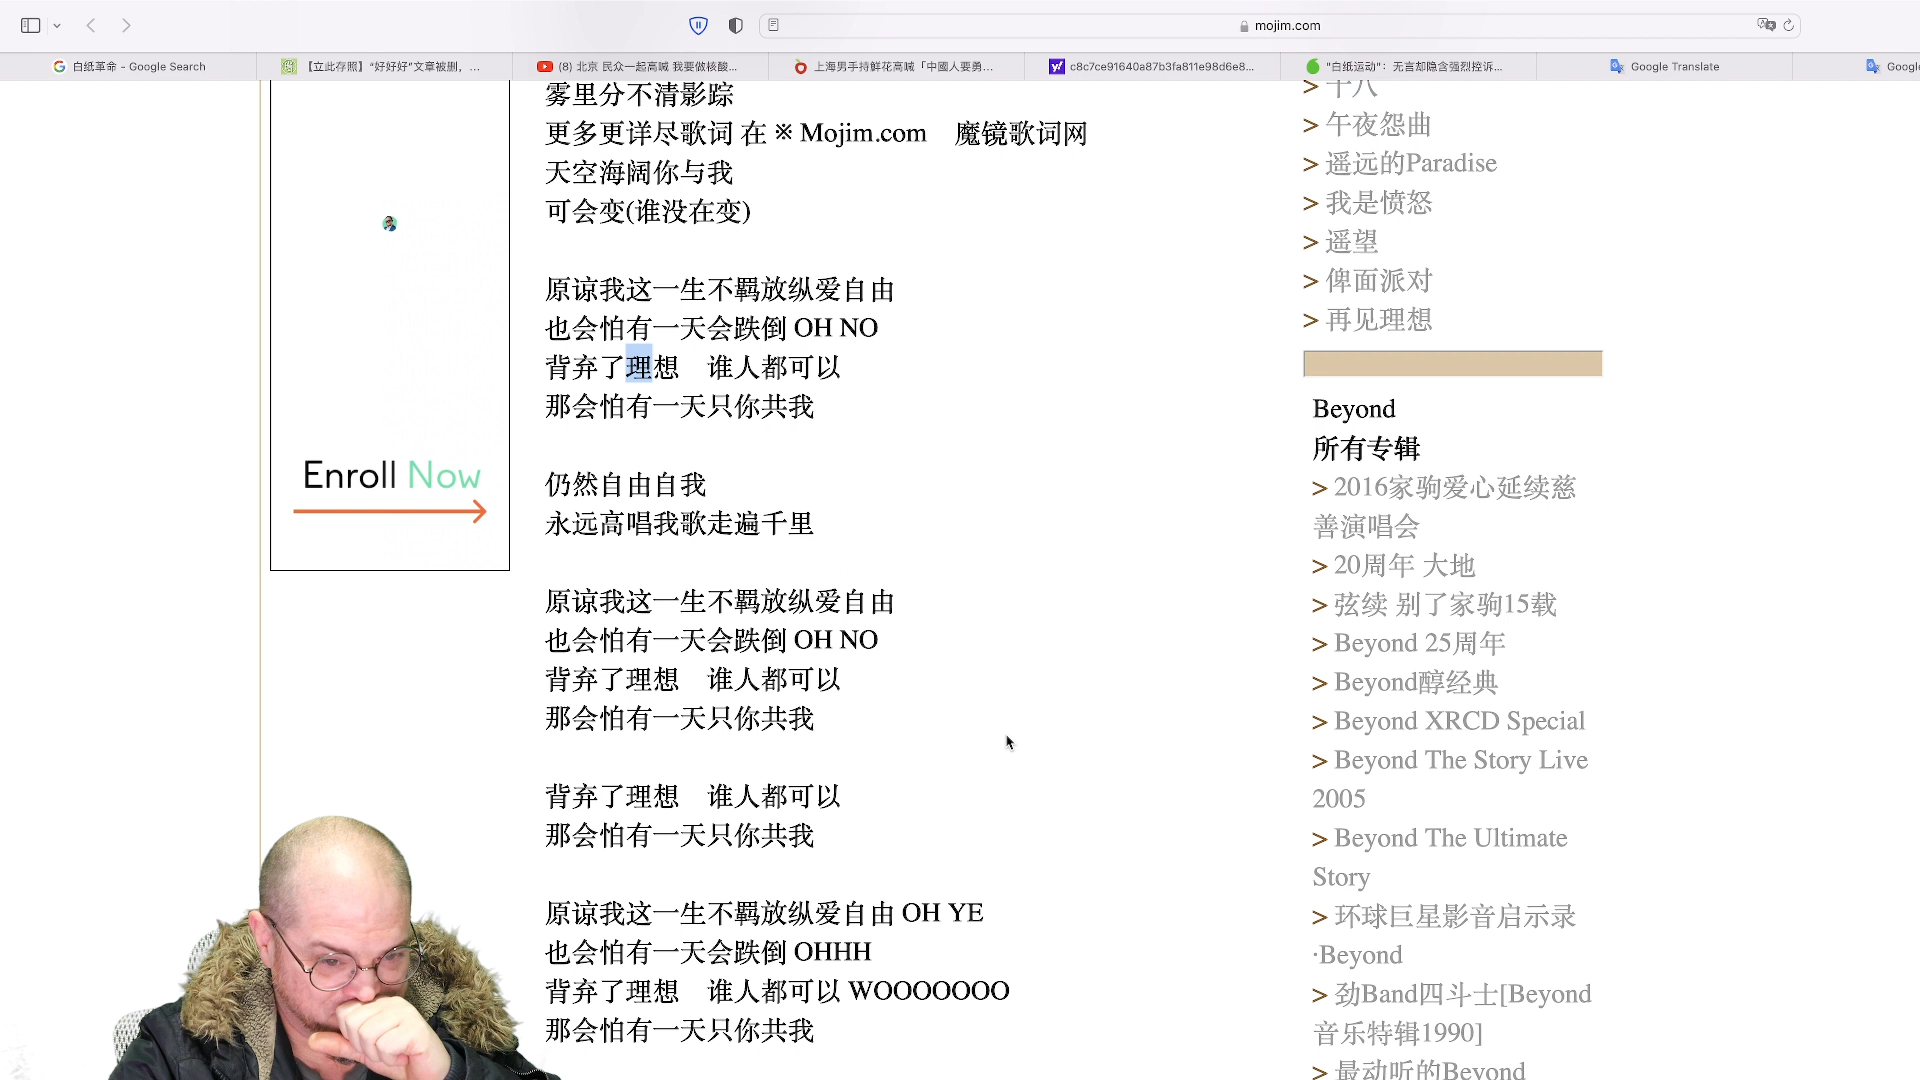 mojim.com
白纸革命 - Google Search
【立此存照】“好好好”文章被删，...
(8) 北京 民众一起高喊 我要做核酸...
上海男手持鲜花高喊「中國人要勇...
c8c7ce91640a87b3fa811e98d6e8...
“白纸运动”：无言却隐含强烈控诉...
Google Translate
Googl
雾里分不清影踪
更多更详尽歌词 在 ※ Mojim.com 魔镜歌词网
天空海阔你与我
可会变(谁没在变)
原谅我这一生不羁放纵爱自由
也会怕有一天会跌倒 OH NO
背弃了理想 谁人都可以
那会怕有一天只你共我
仍然自由自我
永远高唱我歌走遍千里
原谅我这一生不羁放纵爱自由
也会怕有一天会跌倒 OH NO
背弃了理想 谁人都可以
那会怕有一天只你共我
背弃了理想 谁人都可以
那会怕有一天只你共我
原谅我这一生不羁放纵爱自由 OH YE
也会怕有一天会跌倒 OHHH
背弃了理想 谁人都可以 WOOOOOOO
那会怕有一天只你共我
Enroll Now
> 十八
> 午夜怨曲
> 遥远的Paradise
> 我是愤怒
> 遥望
> 俾面派对
> 再见理想
Beyond
所有专辑
> 2016家驹爱心延续慈
善演唱会
> 20周年 大地
> 弦续 别了家驹15载
> Beyond 25周年
> Beyond醇经典
> Beyond XRCD Special
> Beyond The Story Live
2005
> Beyond The Ultimate
Story
> 环球巨星影音启示录
·Beyond
> 劲Band四斗士[Beyond
音乐特辑1990]
> 最动听的Beyond